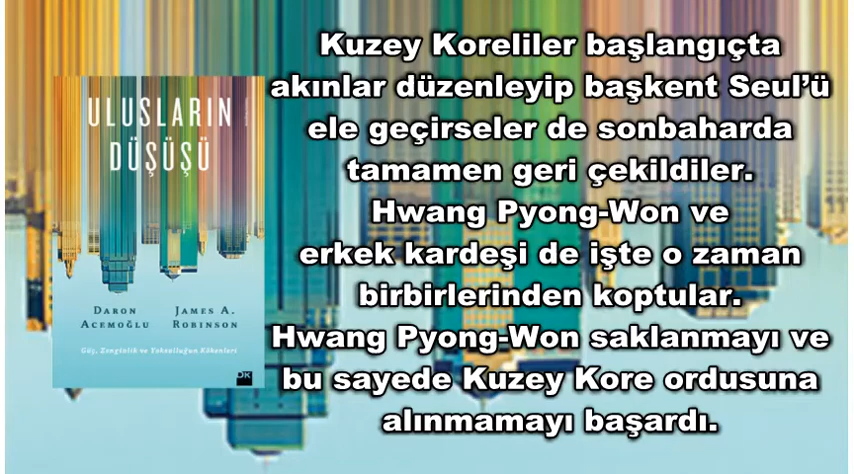 Kuzey Koreliler başlangıçta
akınlar düzenleyip başkent Seul’ü
ele geçirseler de sonbaharda
tamamen geri çekildiler.
Hwang Pyong-Won ve
erkek kardeşi de işte o zaman
birbirlerinden koptular.
Hwang Pyong-Won saklanmayı ve
bu sayede Kuzey Kore ordusuna
alınmamayı başardı.
ULUSLARIN
DÜŞÜŞÜ
DARON
ACEMOĞLU
JAMES A.
ROBINSON
Güç, Zenginlik ve Yoksulluğun Kökenleri
DK